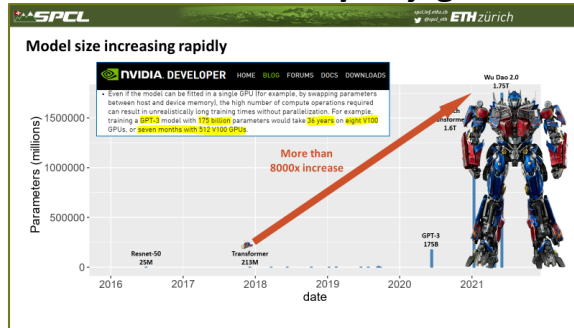 SPCL
spcl.inf.ethz.ch
@spcl_eth
ETH zürich
Model size increasing rapidly
NVIDIA. DEVELOPER HOME BLOG FORUMS DOCS DOWNLOADS
• Even if the model can be fitted in a single GPU (for example, by swapping parameters
between host and device memory), the high number of compute operations required
can result in unrealistically long training times without parallelization. For example,
training a GPT-3 model with 175 billion parameters would take 36 years on eight V100
GPUs, or seven months with 512 V100 GPUs.
Wu Dao 2.0
1.75T
1.6T
More than
8000x increase
GPT-3
175B
Resnet-50
25M
Transformer
213M
Parameters (millions)
1500000
1000000
500000
0
2016 2017 2018 2019 2020 2021
date